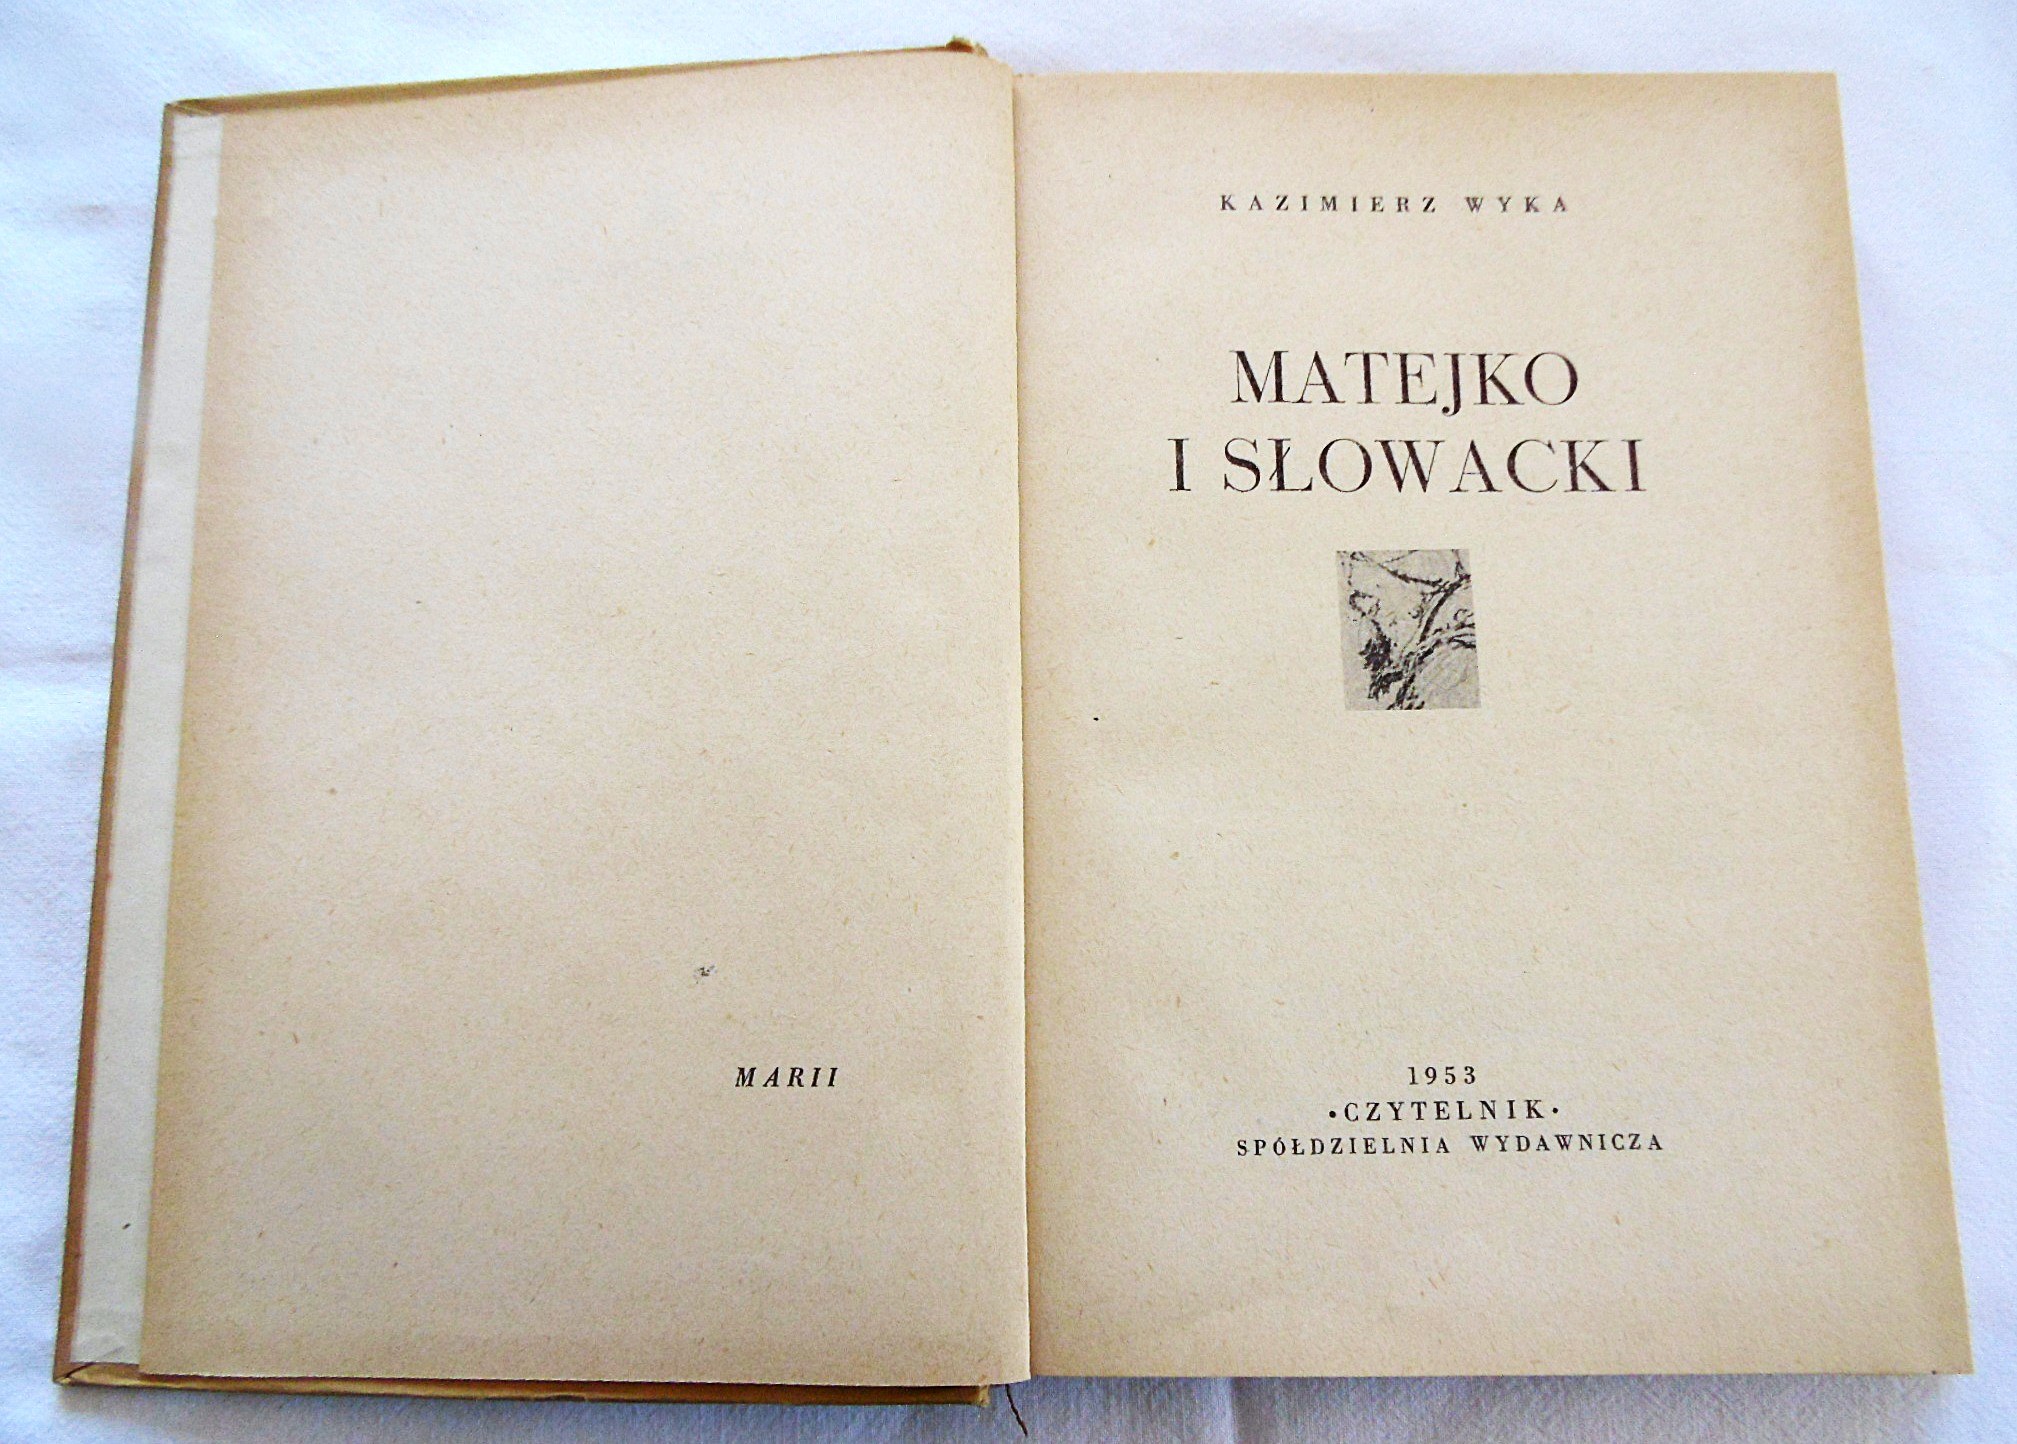 MARII
KAZIMIERZ WYKA
MATEJKO
I SŁOWACKI
1953
•CZYTELNIK•
SPÓŁDZIELNIA WYDAWNICZA